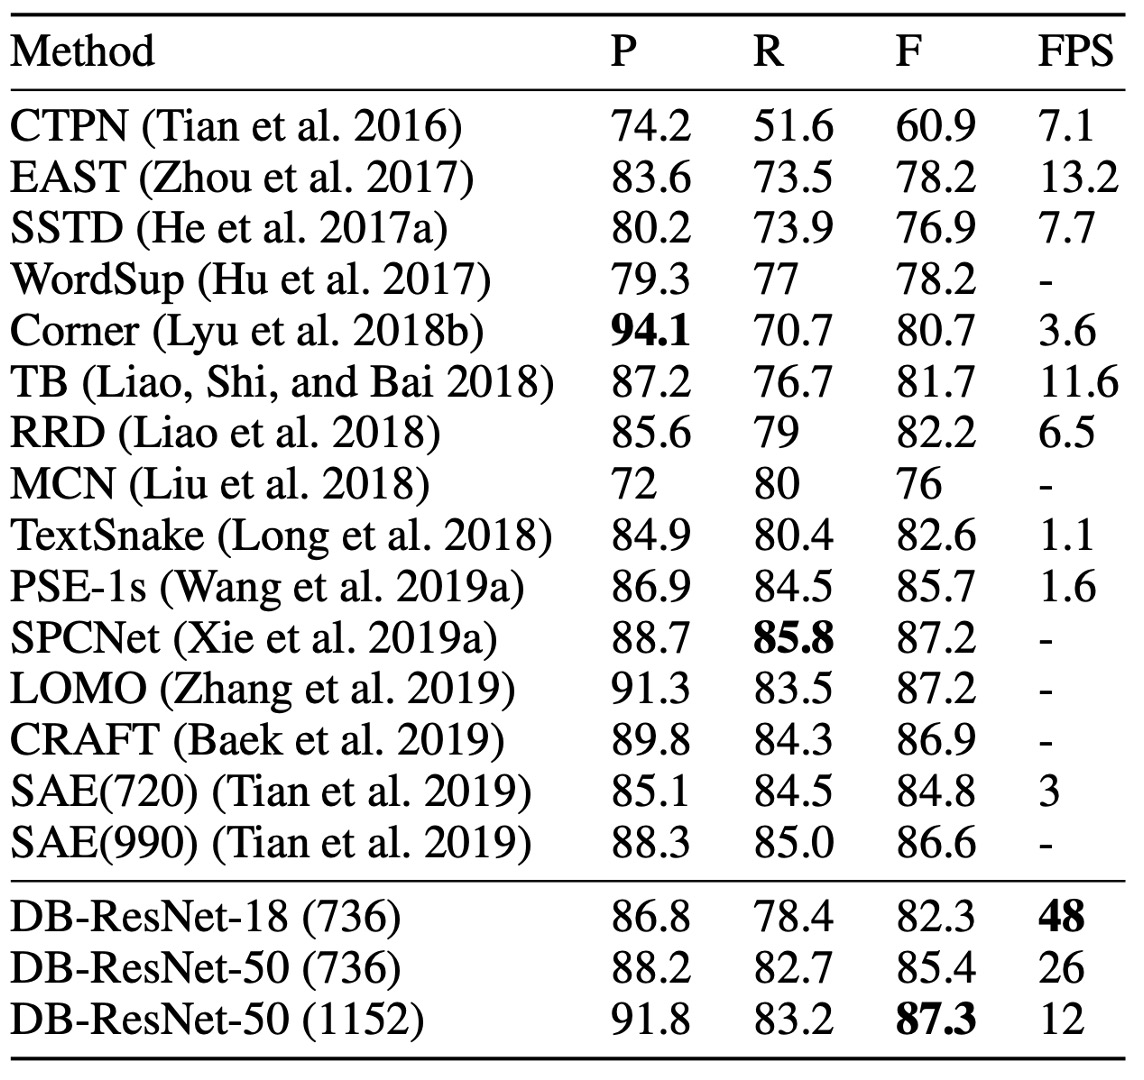 Method P R F FPS
CTPN (Tian et al. 2016) 74.2 51.6 60.9 7.1
EAST (Zhou et al. 2017) 83.6 73.5 78.2 13.2
SSTD (He et al. 2017a) 80.2 73.9 76.9 7.7
WordSup (Hu et al. 2017) 79.3 77 78.2 -
Corner (Lyu et al. 2018b) 94.1 70.7 80.7 3.6
TB (Liao, Shi, and Bai 2018) 87.2 76.7 81.7 11.6
RRD (Liao et al. 2018) 85.6 79 82.2 6.5
MCN (Liu et al. 2018) 72 80 76 -
TextSnake (Long et al. 2018) 84.9 80.4 82.6 1.1
PSE-1s (Wang et al. 2019a) 86.9 84.5 85.7 1.6
SPCNet (Xie et al. 2019a) 88.7 85.8 87.2 -
LOMO (Zhang et al. 2019) 91.3 83.5 87.2 -
CRAFT (Baek et al. 2019) 89.8 84.3 86.9 -
SAE(720) (Tian et al. 2019) 85.1 84.5 84.8 3
SAE(990) (Tian et al. 2019) 88.3 85.0 86.6 -
DB-ResNet-18 (736) 86.8 78.4 82.3 48
DB-ResNet-50 (736) 88.2 82.7 85.4 26
DB-ResNet-50 (1152) 91.8 83.2 87.3 12